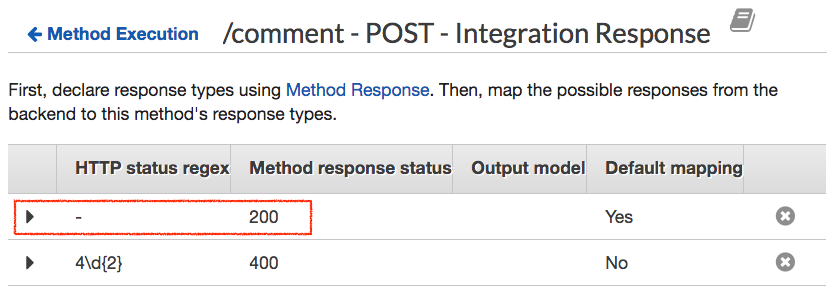 Method Execution /comment - POST - Integration Response
First, declare response types using Method Response. Then, map the possible responses from the
backend to this method's response types.
HTTP status regex Method response status Output model Default mapping
- 200 Yes
4\d{2} 400 No